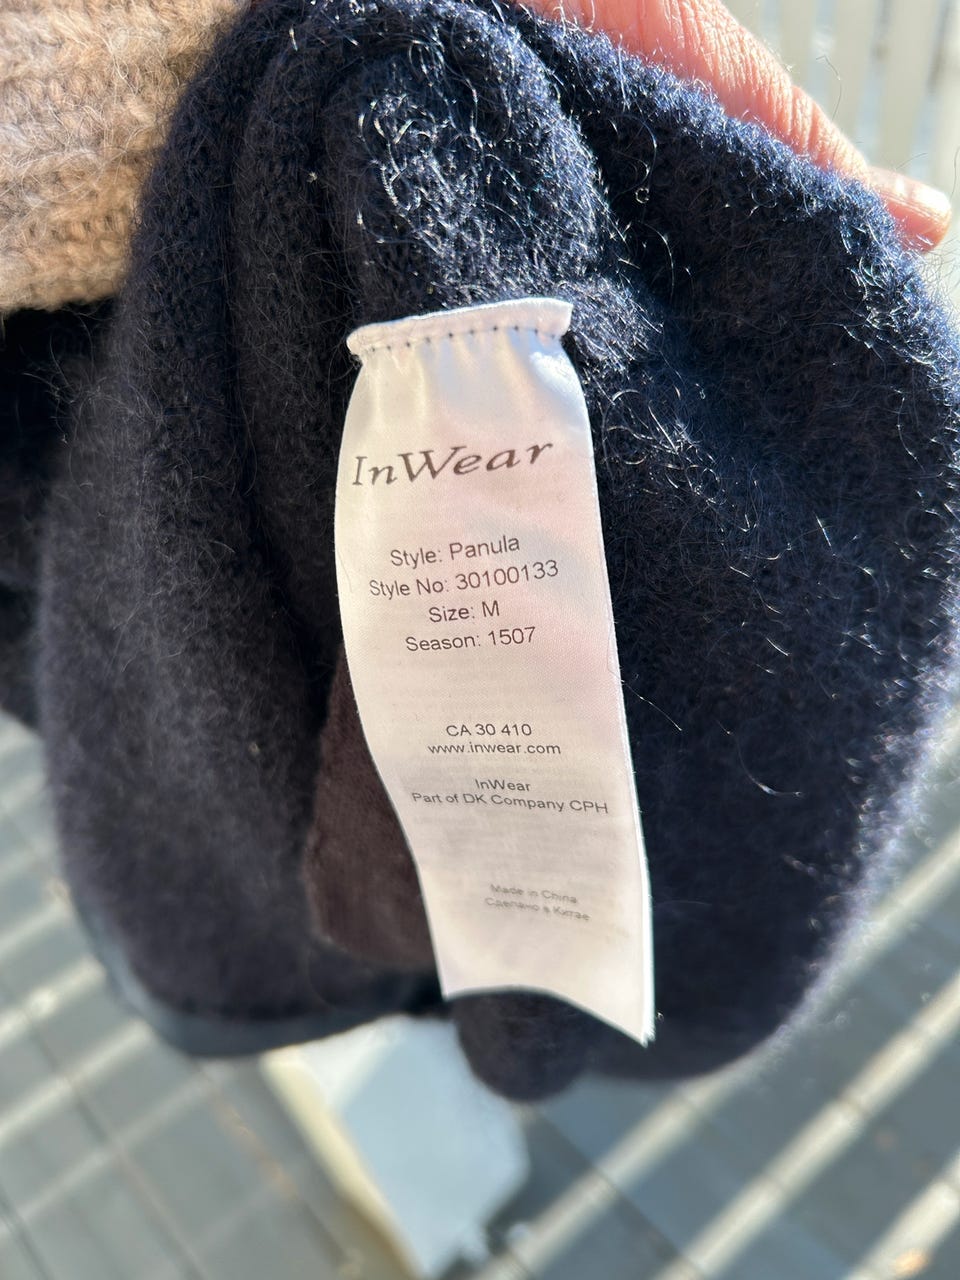 InWear
Style: Panula
Style No: 30100133
Size: M
Season: 1507
CA 30 410
www.inwear.com
InWear
Part of DK Company CPH
Made in China
Сделано в Китае